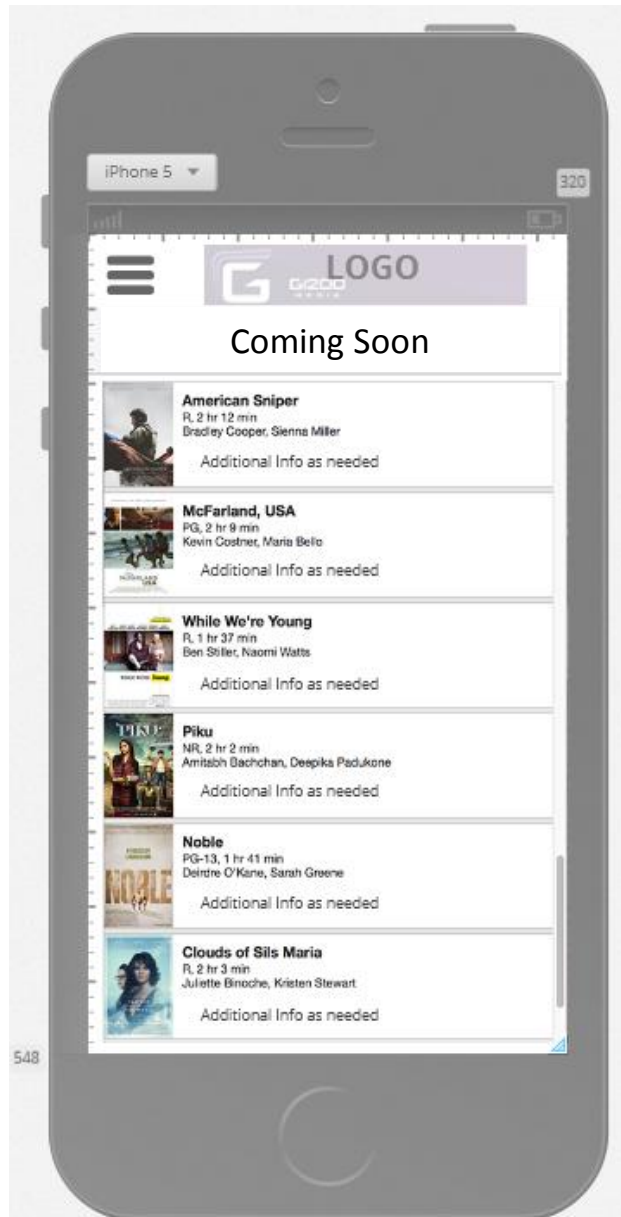 iPhone 5
320
LOGO
G GIZOO
MEDIA
Coming Soon
American Sniper
R, 2 hr 12 min
Bradley Cooper, Sienna Miller
Additional Info as needed
McFarland, USA
PG, 2 hr 9 min
Kevin Costner, Maria Bello
Additional Info as needed
While We're Young
R, 1 hr 37 min
Ben Stiller, Naomi Watts
Additional Info as needed
PIKU
Piku
NR, 2 hr 2 min
Amitabh Bachchan, Deepika Padukone
Additional Info as needed
NOBLE
Noble
PG-13, 1 hr 41 min
Deirdre O'Kane, Sarah Greene
Additional Info as needed
Clouds of Sils Maria
R, 2 hr 3 min
Juliette Binoche, Kristen Stewart
Additional Info as needed
548